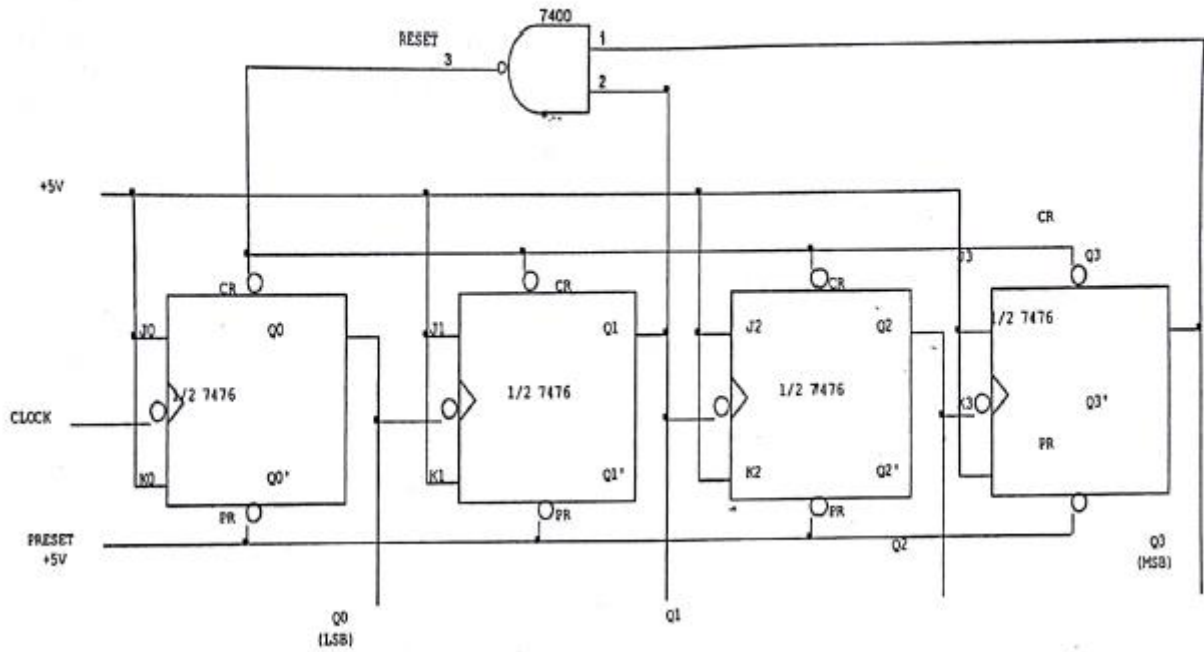 7400
RESET
1
3
2
+5V
CR
J3 Q3
CR CR CR
J0 Q0 J1 Q1 J2 Q2 1/2 7476
1/2 7476 1/2 7476 1/2 7476
CLOCK
K3 Q3'
PR
K0 Q0' K1 Q1' K2 Q2'
PR PR PR
PRESET
+5V
Q2
Q3
(MSB)
Q0
(LSB)
Q1